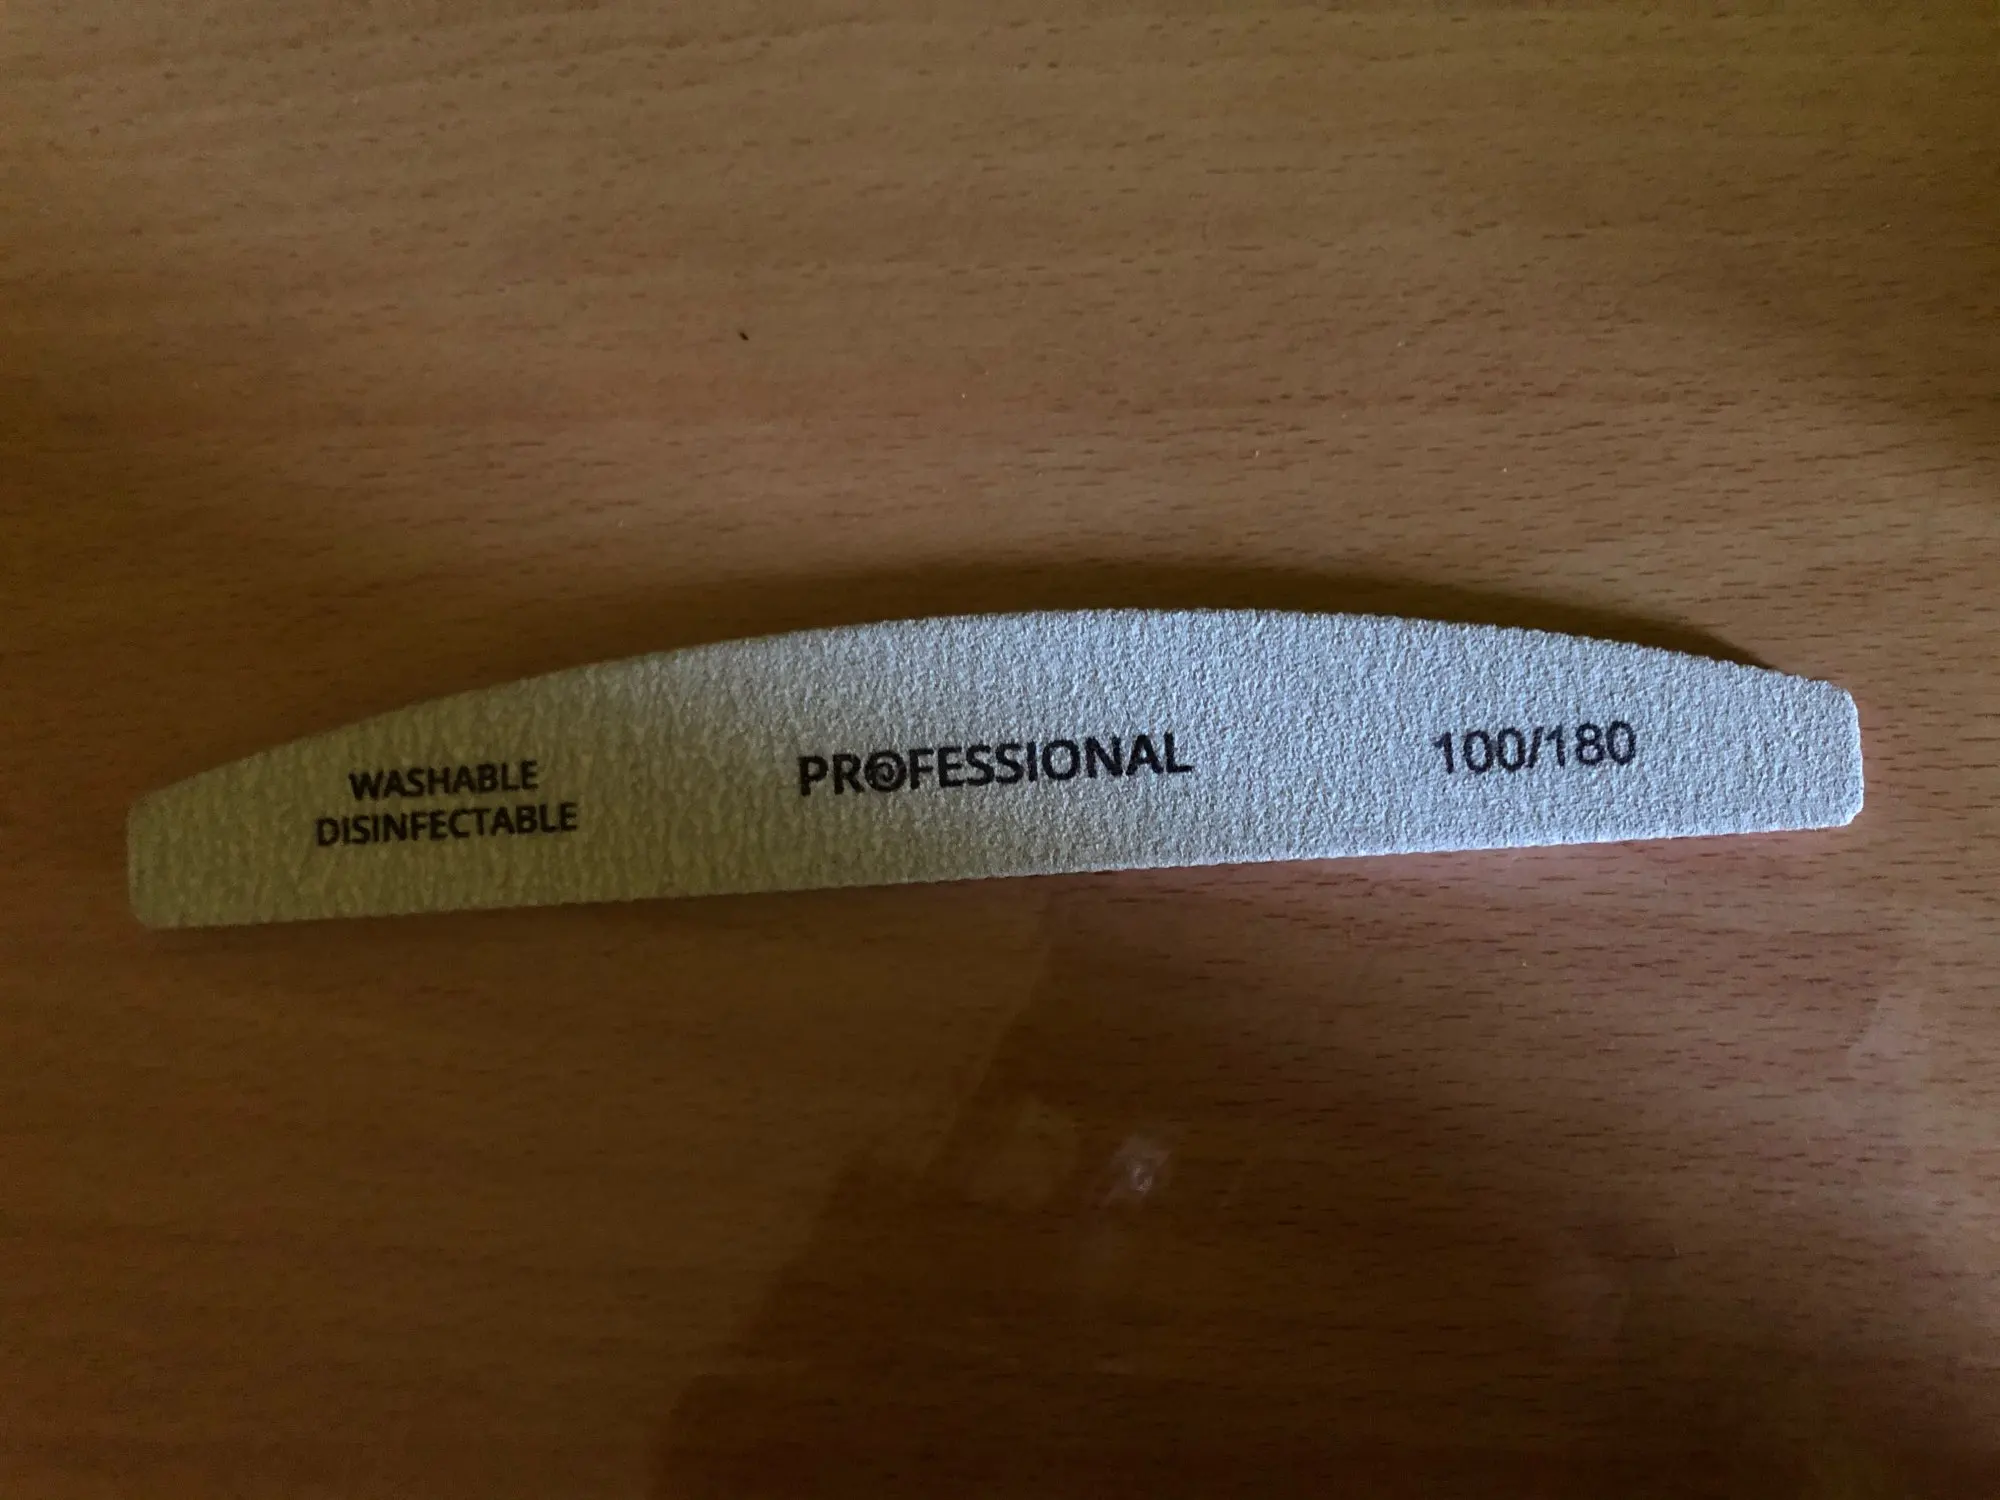 WASHABLE
DISINFECTABLE
PROFESSIONAL
100/180